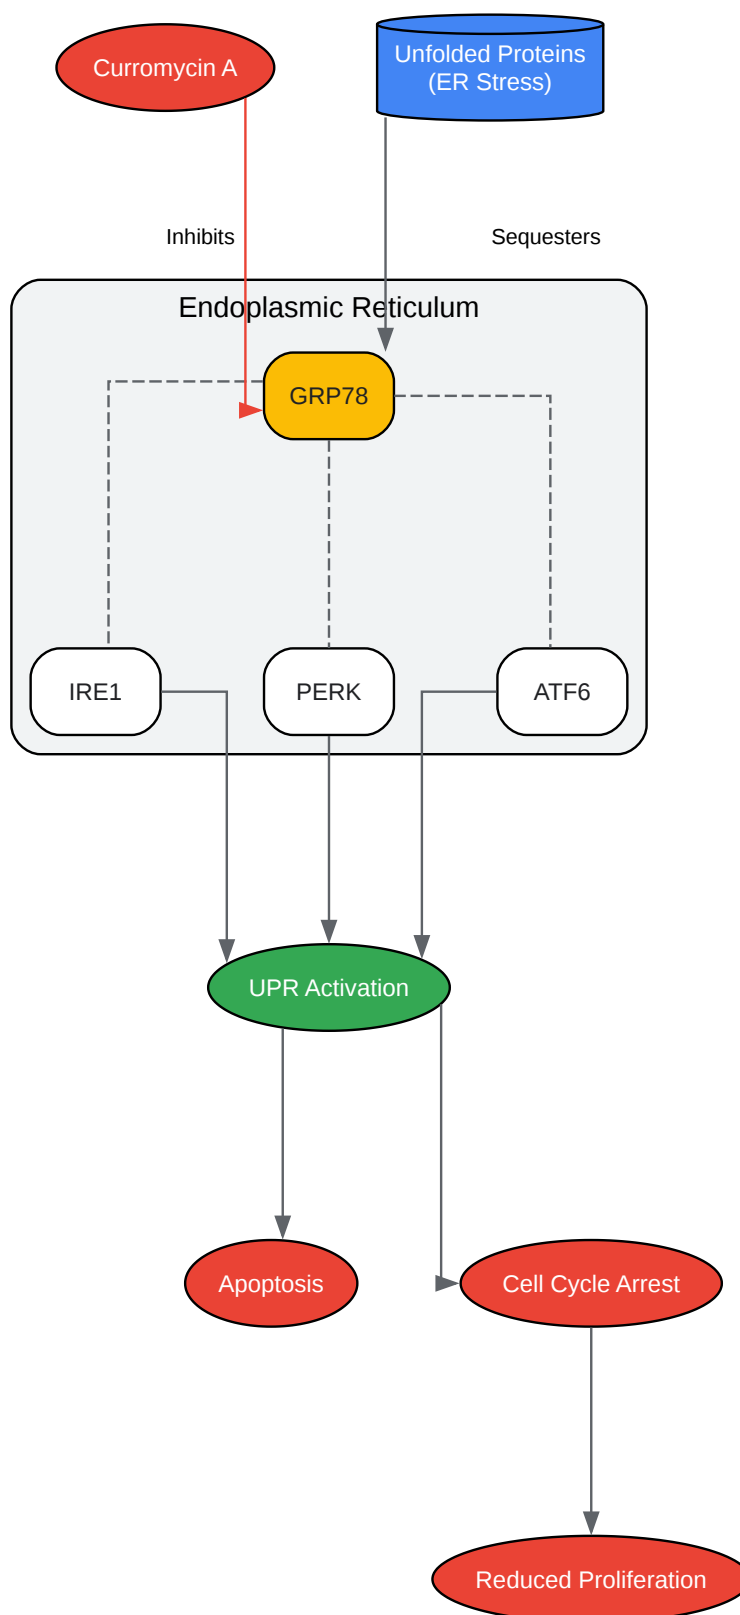 Curromycin A
Unfolded Proteins
(ER Stress)
Inhibits
Sequesters
Endoplasmic Reticulum
GRP78
IRE1
PERK
ATF6
UPR Activation
Apoptosis
Cell Cycle Arrest
Reduced Proliferation